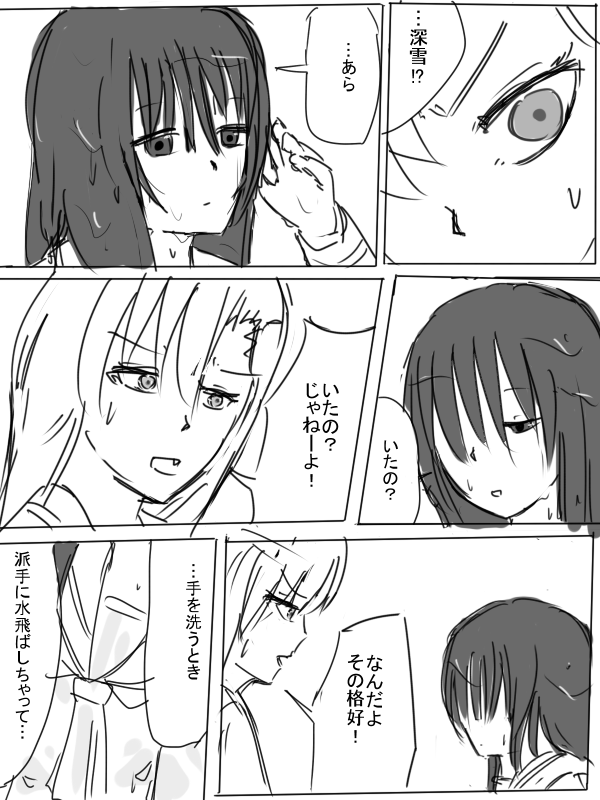 …深雪!?
…あら
いたの？
いたの？
じゃねーよ！
なんだよ
その格好！
…手を洗うとき
派手に水飛ばしちゃって…